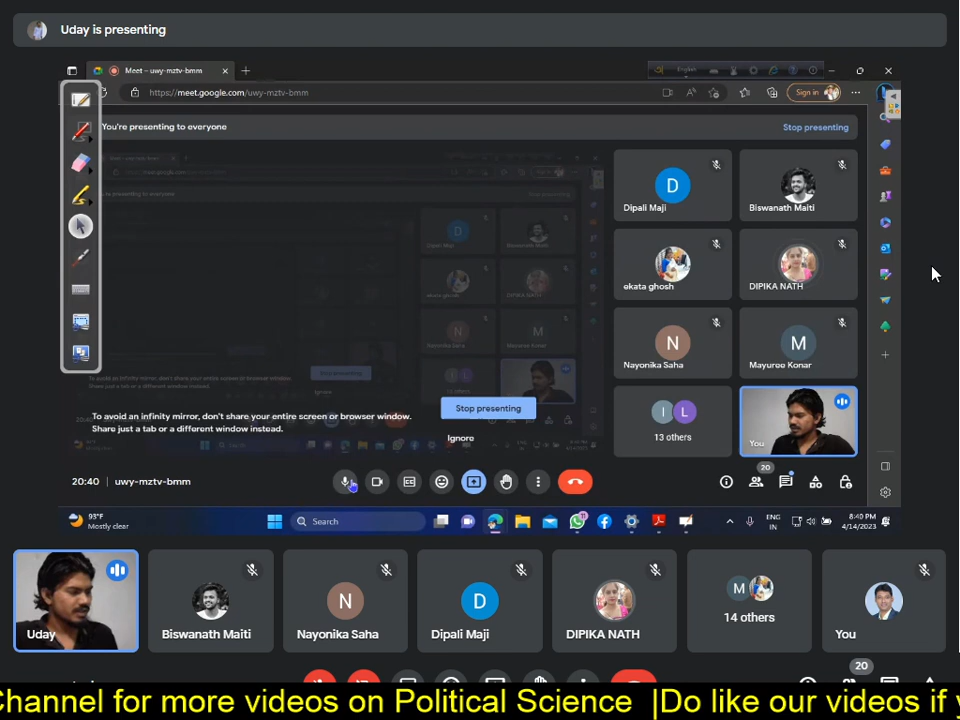 Uday is presenting
Meet – uwy-mztv-bmm
English
https://meet.google.com/uwy-mztv-bmm
Sign in
You're presenting to everyone
Stop presenting
Dipali Maji
D
Biswanath Maiti
ekata ghosh
DIPIKA NATH
N
Nayonika Saha
M
Mayuree Konar
L
13 others
You
To avoid an infinity mirror, don't share your entire screen or browser window.
Share just a tab or a different window instead.
Stop presenting
Ignore
20:40 | uwy-mztv-bmm
20
93°F
Mostly clear
Search
ENG
IN
8:40 PM
4/14/2023
Uday
Biswanath Maiti
N
Nayonika Saha
D
Dipali Maji
DIPIKA NATH
M
14 others
You
20
Channel for more videos on Political Science |Do like our videos if